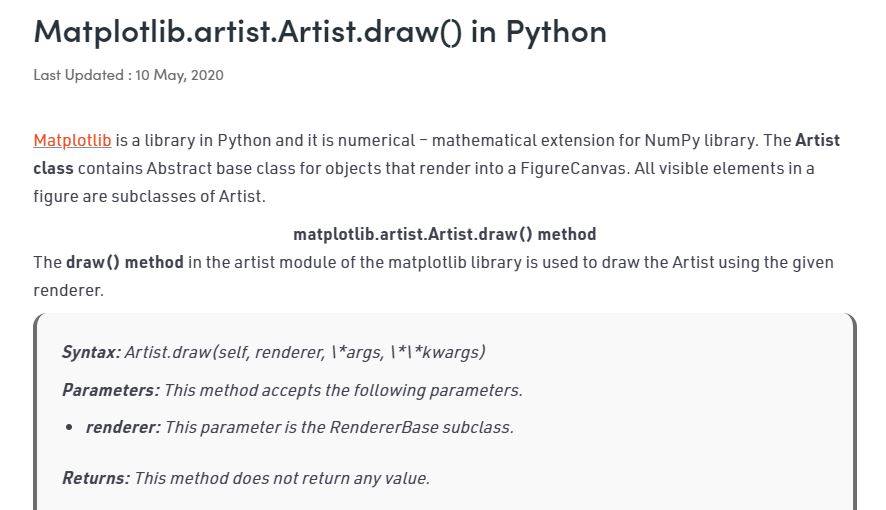 Matplotlib.artist.Artist.draw() in Python
Last Updated : 10 May, 2020
Matplotlib is a library in Python and it is numerical – mathematical extension for NumPy library. The Artist
class contains Abstract base class for objects that render into a FigureCanvas. All visible elements in a
figure are subclasses of Artist.
matplotlib.artist.Artist.draw() method
The draw() method in the artist module of the matplotlib library is used to draw the Artist using the given
renderer.
Syntax: Artist.draw(self, renderer, \*args, \*\*kwargs)
Parameters: This method accepts the following parameters.
• renderer: This parameter is the RendererBase subclass.
Returns: This method does not return any value.